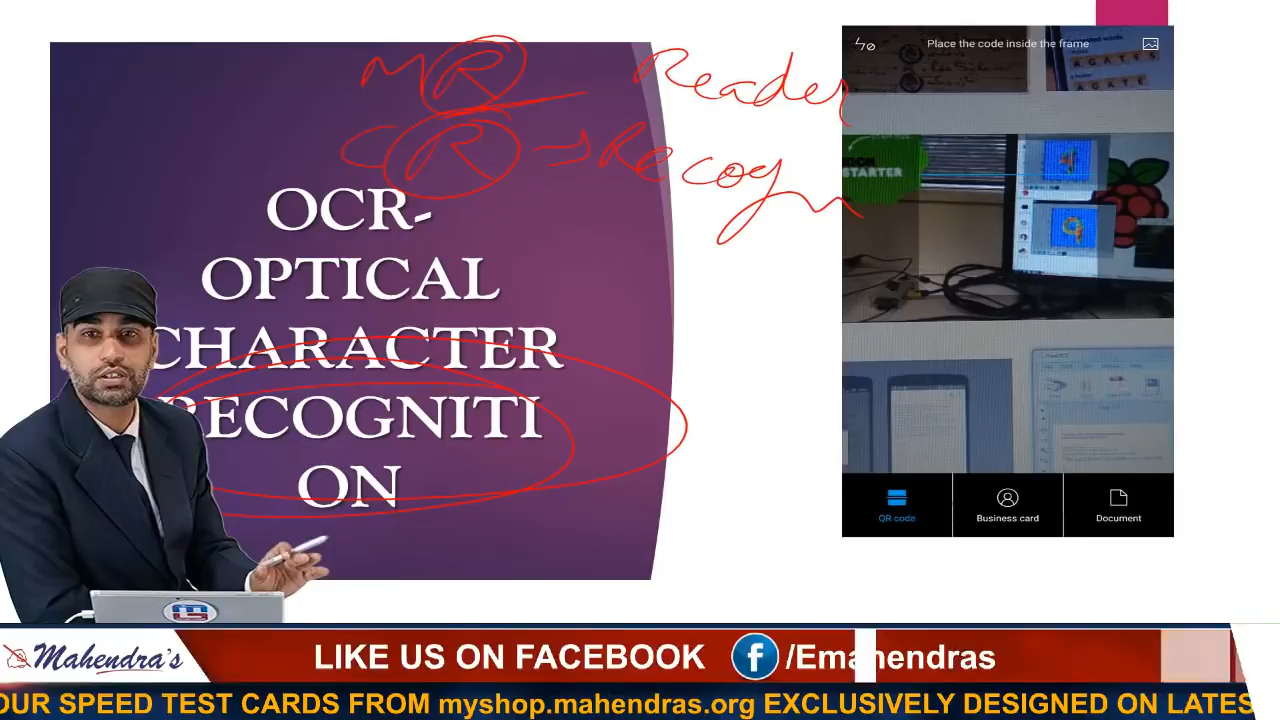 MR Reader
CR → Recogn
OCR-
OPTICAL
CHARACTER
RECOGNITI
ON
Place the code inside the frame
AGATES
AGATE
STARTER
QR code
Business card
Document
Mahendra's
LIKE US ON FACEBOOK f /Emahendras
OUR SPEED TEST CARDS FROM myshop.mahendras.org EXCLUSIVELY DESIGNED ON LATES